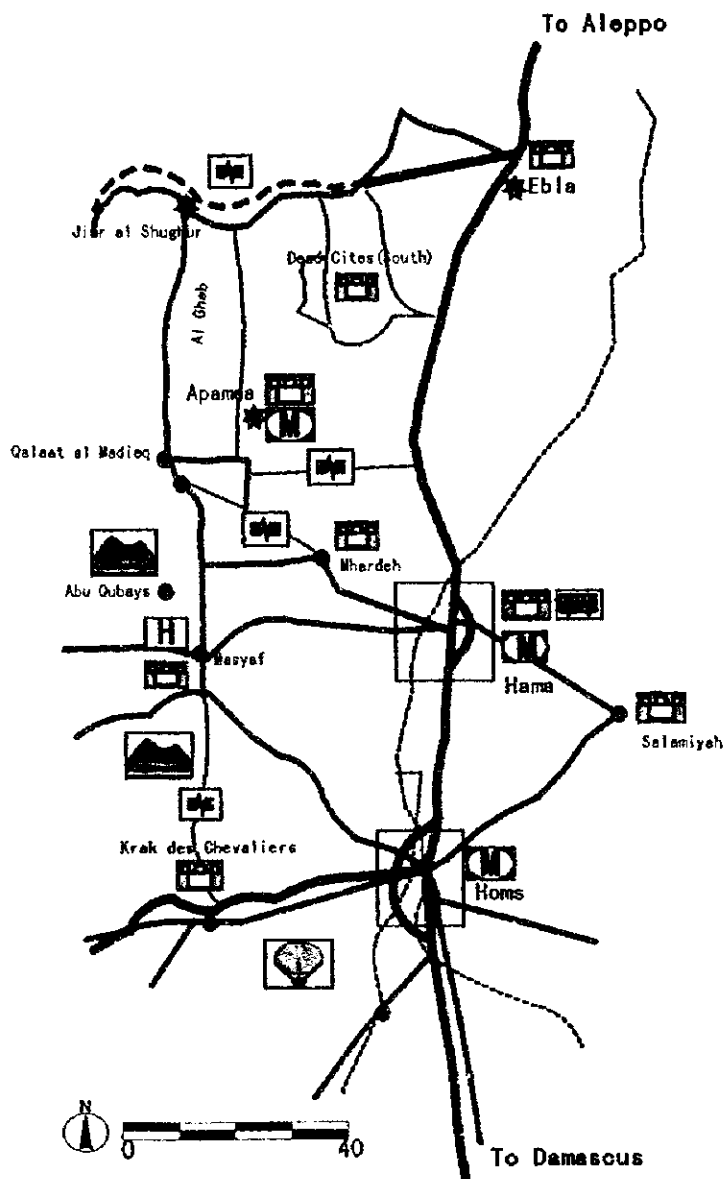 To Aleppo
Ebla
Jisr al Shughur
Dead Cites(South)
Al Ghab
Apamea
M
Qalaat al Madieq
Mhardeh
Abu Qubays
H
Masyaf
M
Hama
Salamiyah
Krak des Chevaliers
M
Homs
N
0
40
To Damascus